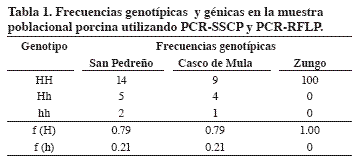 Tabla 1. Frecuencias genotípicas y génicas en la muestra
poblacional porcina utilizando PCR-SSCP y PCR-RFLP.
Genotipo Frecuencias genotípicas
San Pedreño Casco de Mula Zungo
HH 14 9 100
Hh 5 4 0
hh 2 1 0
f (H) 0.79 0.79 1.00
f (h) 0.21 0.21 0